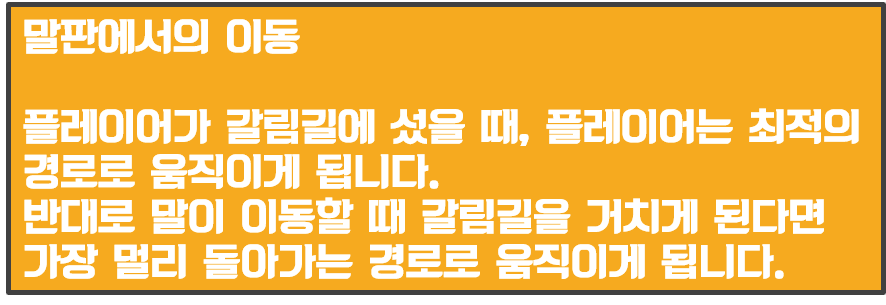 말판에서의 이동
플레이어가 갈림길에 섰을 때, 플레이어는 최적의
경로로 움직이게 됩니다.
반대로 말이 이동할 때 갈림길을 거치게 된다면
가장 멀리 돌아가는 경로로 움직이게 됩니다.